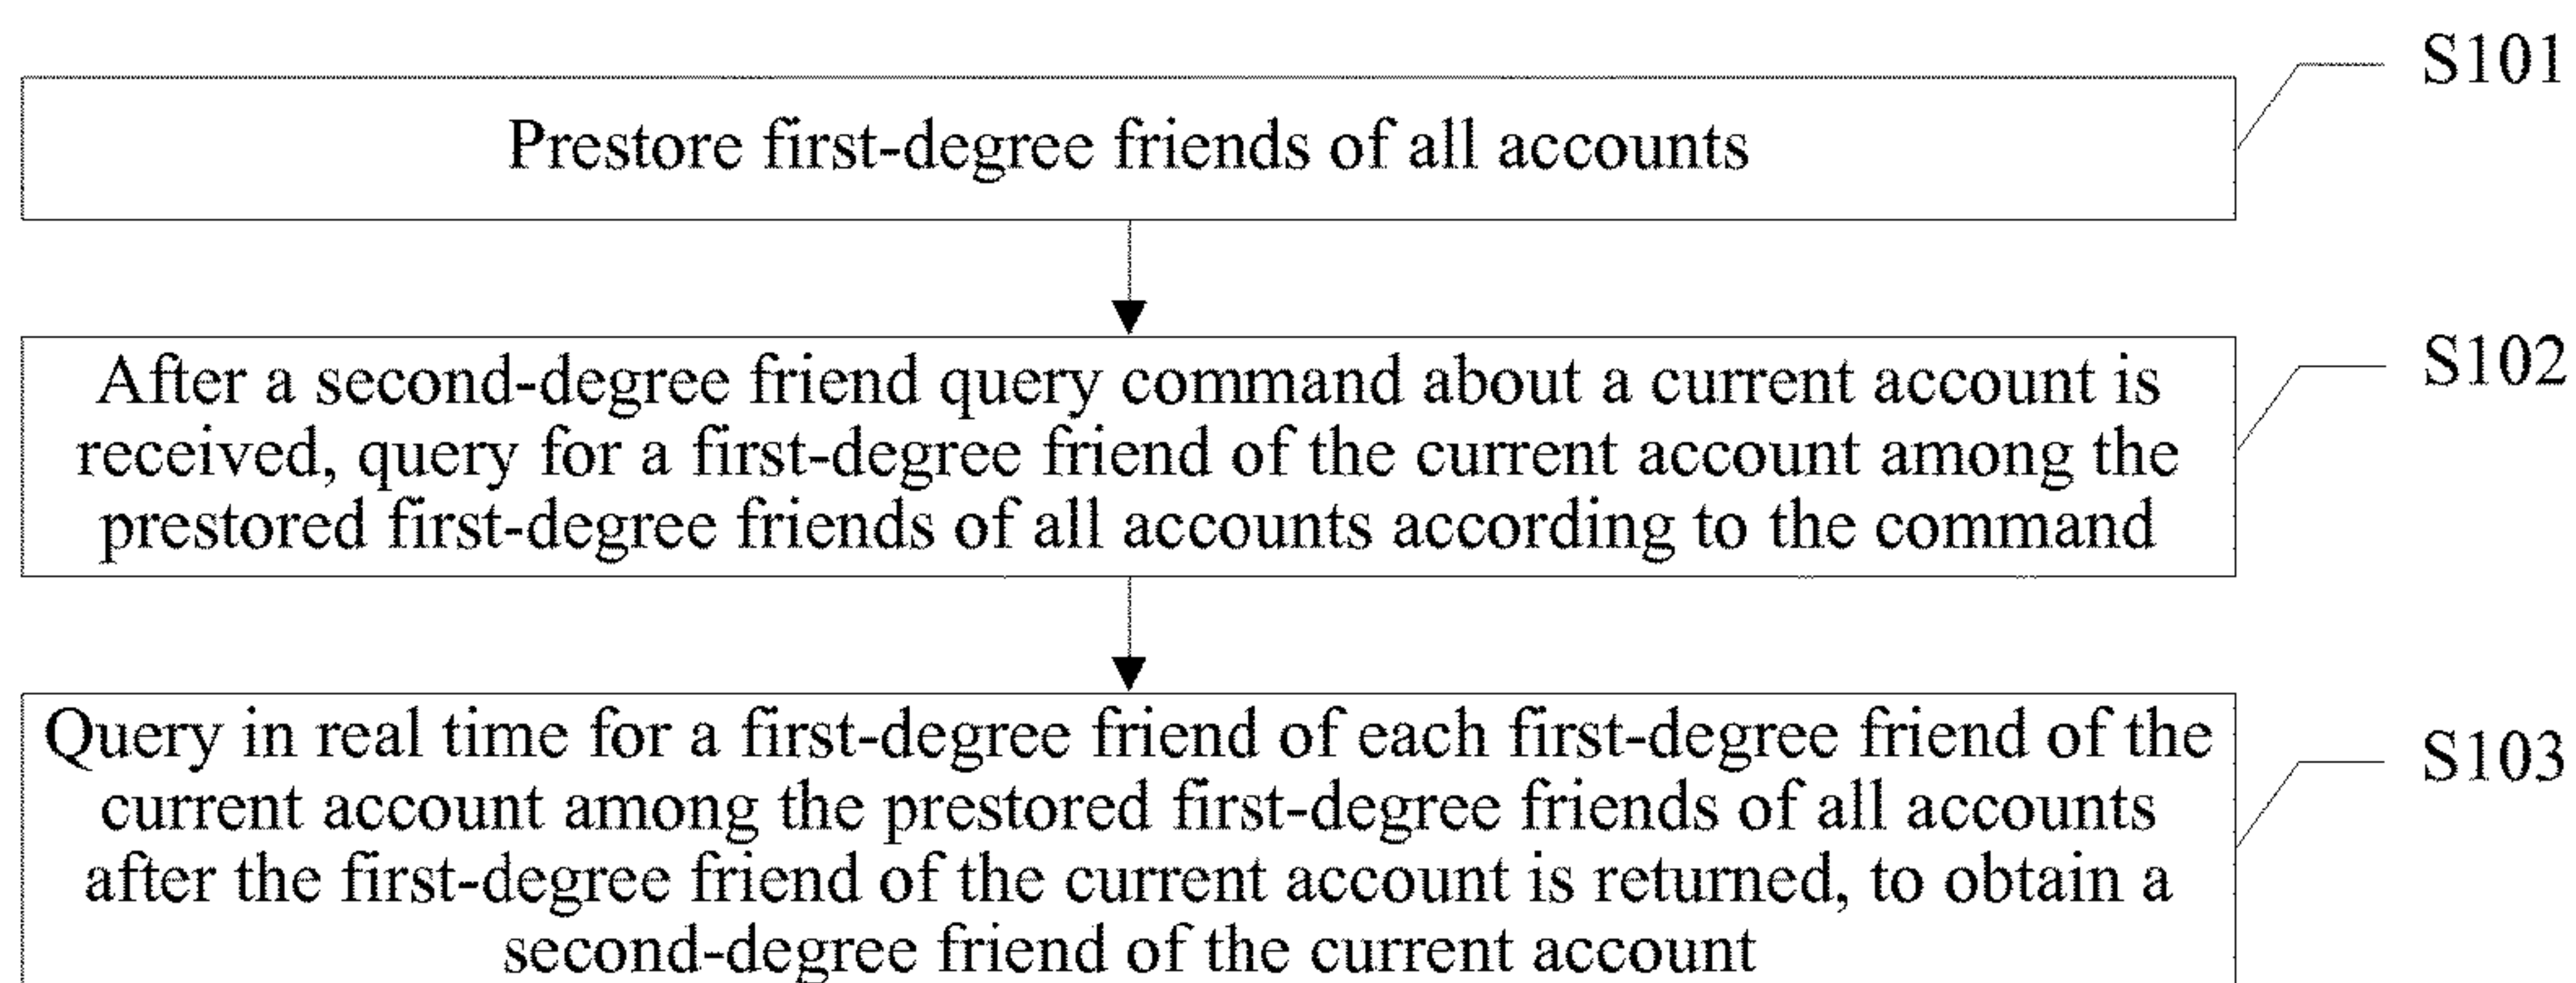 S101
Prestore first-degree friends of all accounts
S102
After a second-degree friend query command about a current account is
received, query for a first-degree friend of the current account among the
prestored first-degree friends of all accounts according to the command
S103
Query in real time for a first-degree friend of each first-degree friend of the
current account among the prestored first-degree friends of all accounts
after the first-degree friend of the current account is returned, to obtain a
second-degree friend of the current account